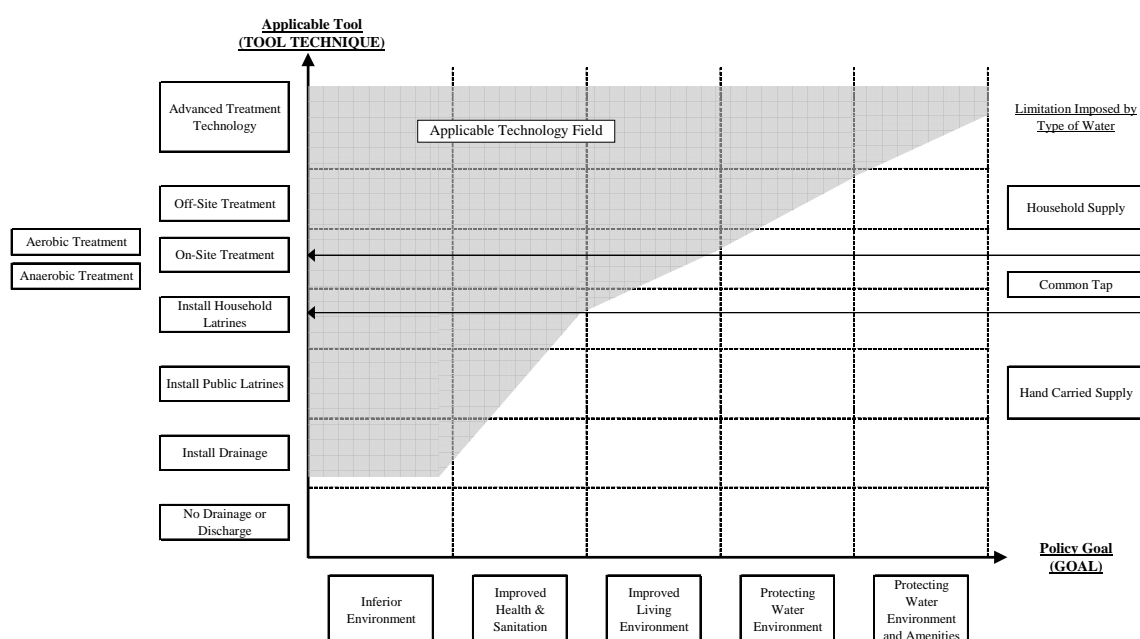 Applicable Tool
(TOOL TECHNIQUE)
Advanced Treatment
Technology
Applicable Technology Field
Limitation Imposed by
Type of Water
Off-Site Treatment
Household Supply
Aerobic Treatment
On-Site Treatment
Anaerobic Treatment
Common Tap
Install Household
Latrines
Install Public Latrines
Hand Carried Supply
Install Drainage
No Drainage or
Discharge
Policy Goal
(GOAL)
Inferior
Environment
Improved
Health &
Sanitation
Improved
Living
Environment
Protecting
Water
Environment
Protecting
Water
Environment
and Amenities